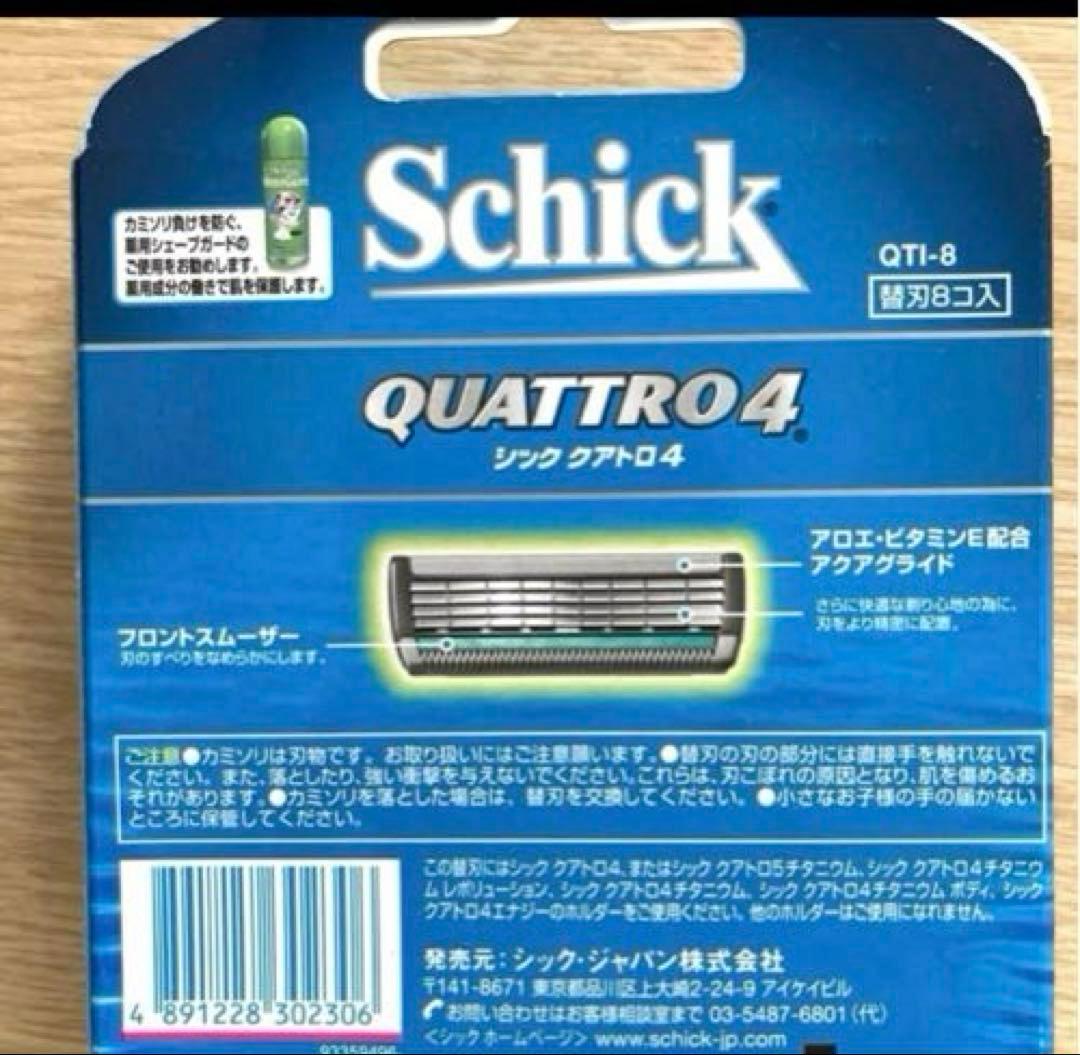 カミソリ負けを防ぐ、
薬用シェーブガードの
ご使用をお勧めします。
薬用成分の働きで肌を保護します。
Schick
QTI-8
替刃8コ入
QUATTRO4
シック クアトロ4
アロエ・ビタミンE配合
アクアグライド
さらに快適な剃り心地の為に、
刃をより精密に配置。
フロントスムーザー
刃のすべりをなめらかにします。
ご注意●カミソリは刃物です。お取り扱いにはご注意願います。●替刃の刃の部分には直接手を触れないで
ください。また、落としたり、強い衝撃を与えないでください。これらは、刃こぼれの原因となり、肌を傷めるお
それがあります。●カミソリを落とした場合は、替刃を交換してください。●小さなお子様の手の届かない
ところに保管してください。
この替刃にはシック クアトロ4、またはシック クアトロ5チタニウム、シック クアトロ4チタニウ
ム レボリューション、シック クアトロ4チタニウム、シック クアトロ4チタニウム ボディ、シック
クアトロ4エナジーのホルダーをご使用ください。他のホルダーはご使用になれません。
発売元：シック・ジャパン株式会社
〒141-8671 東京都品川区上大崎2-24-9 アイケイビル
お問い合わせはお客様相談室まで 03-5487-6801（代）
<シック ホームページ> www.schick-jp.com
4 891228 302306